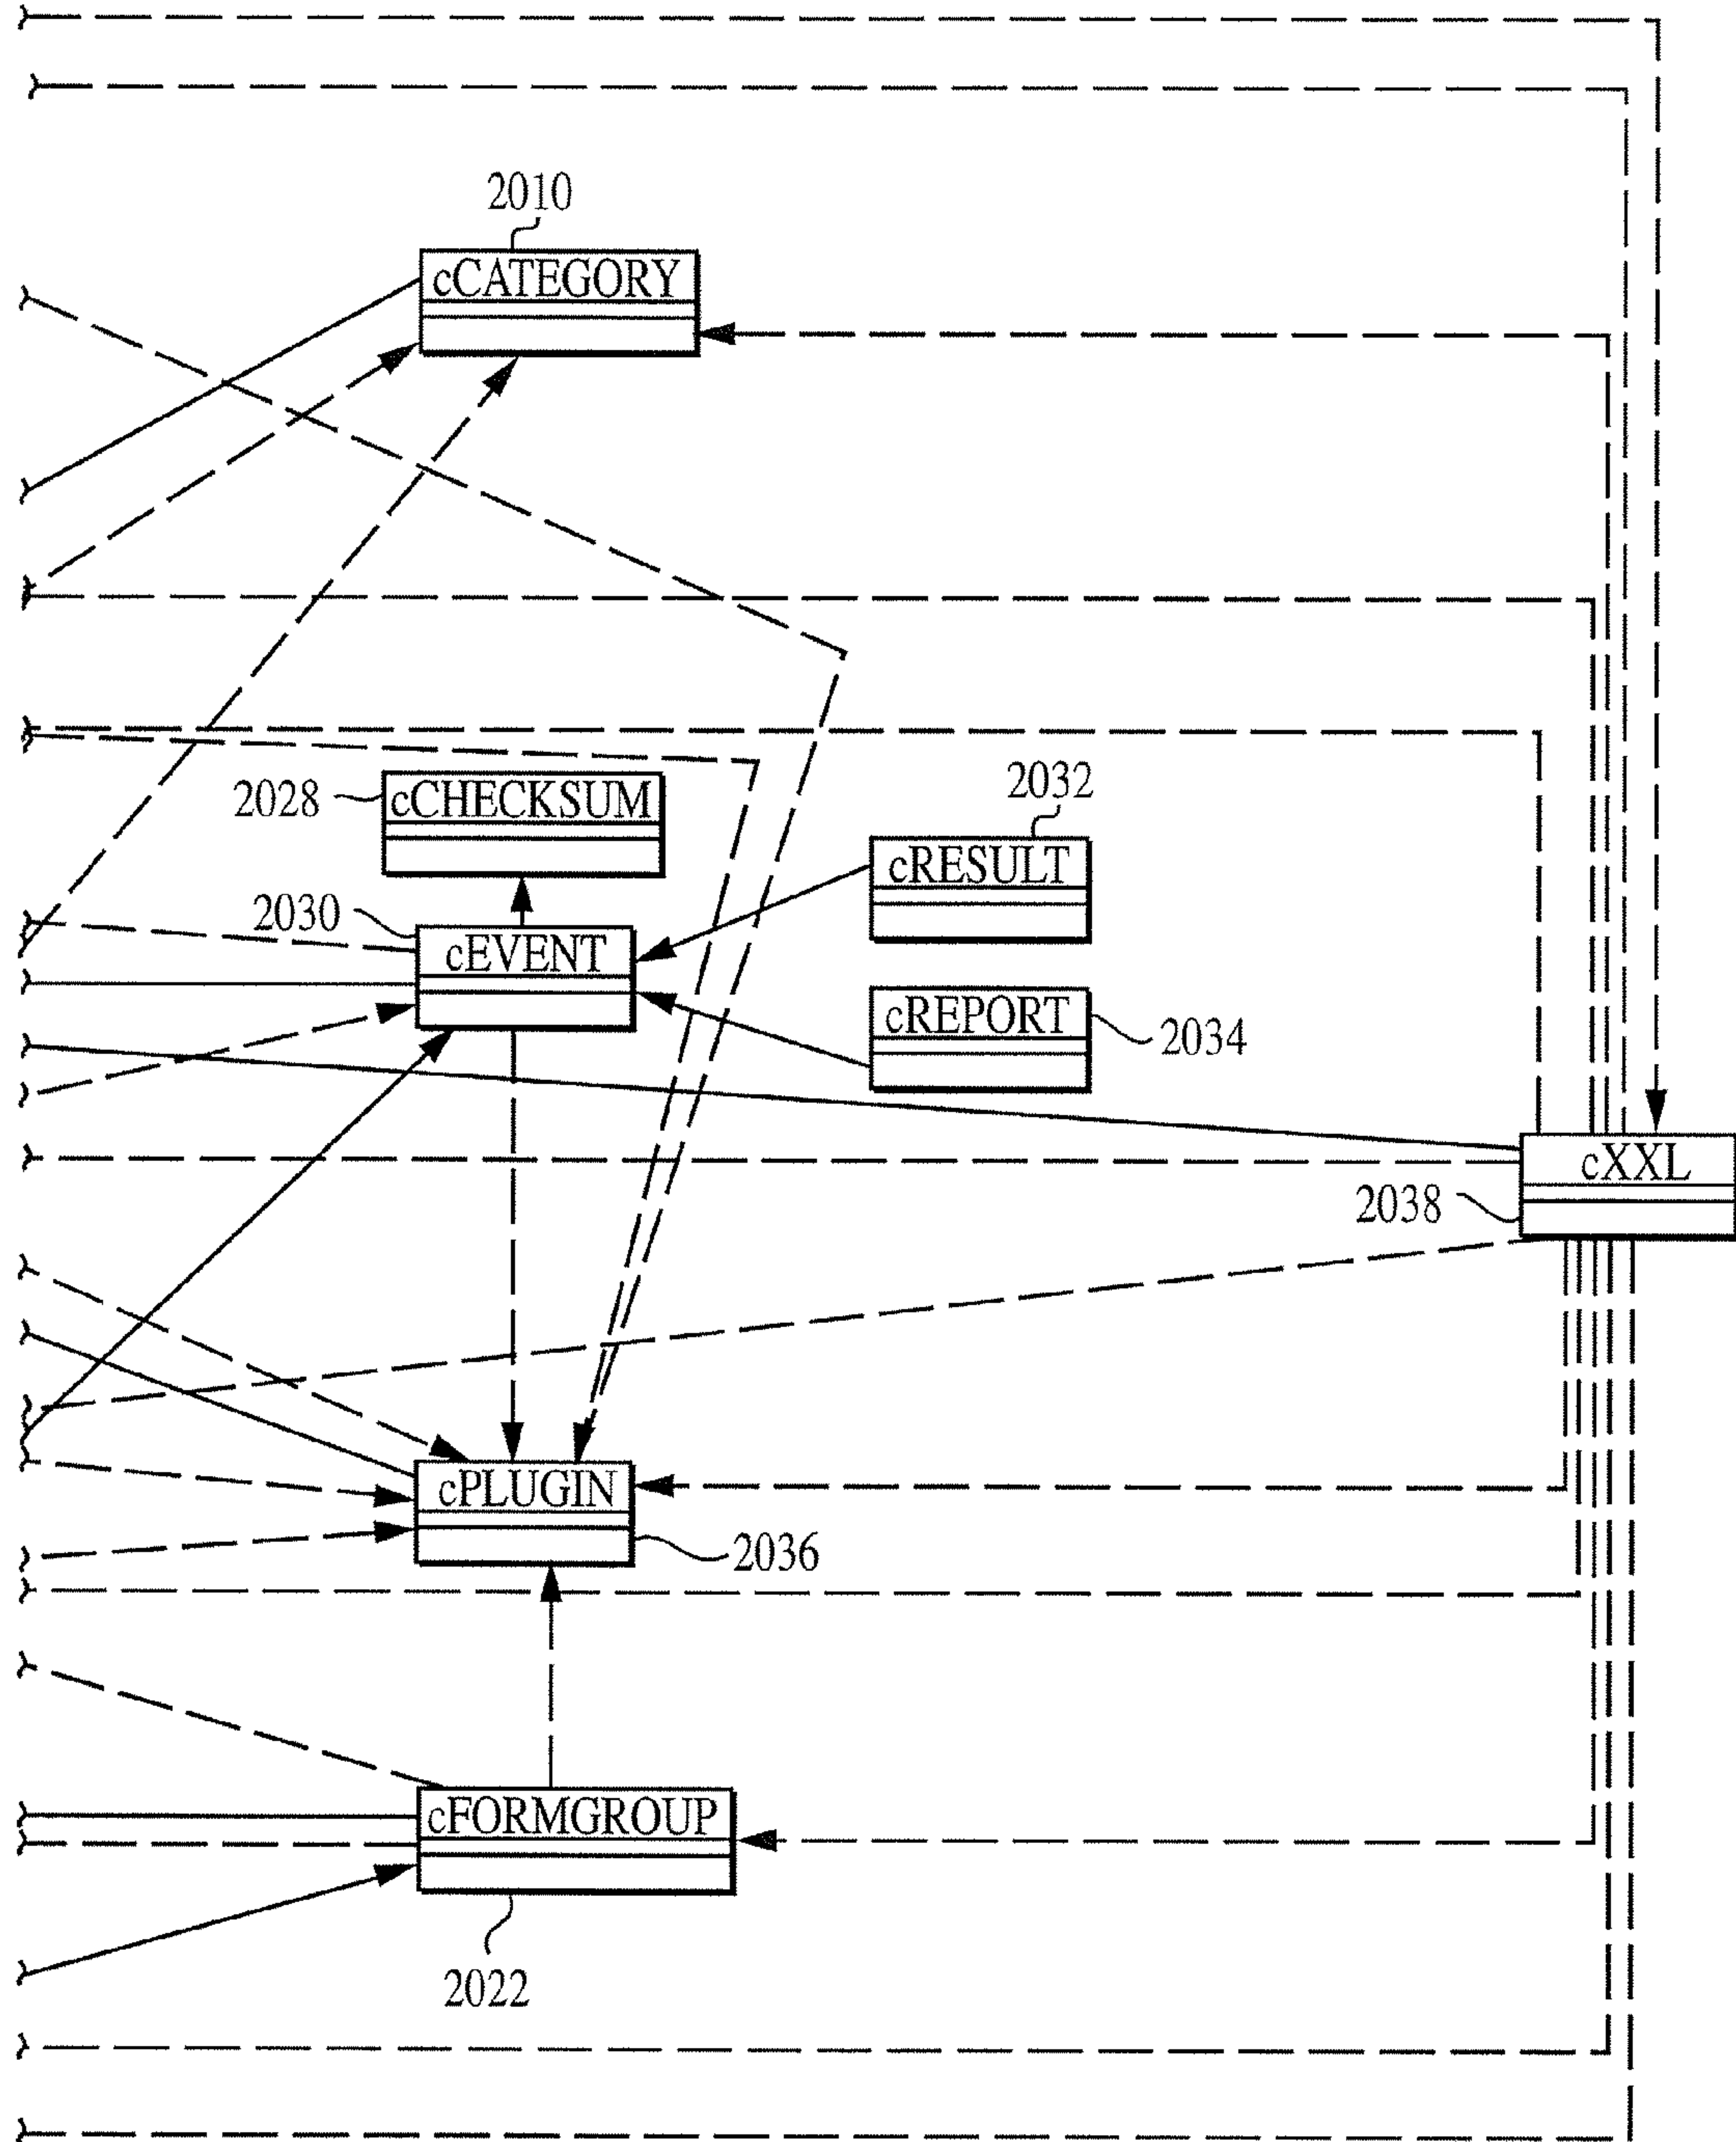 2010
cCATEGORY
2028
cCHECKSUM
2032
cRESULT
2030
cEVENT
cREPORT
2034
cXXL
2038
cPLUGIN
2036
cFORMGROUP
2022